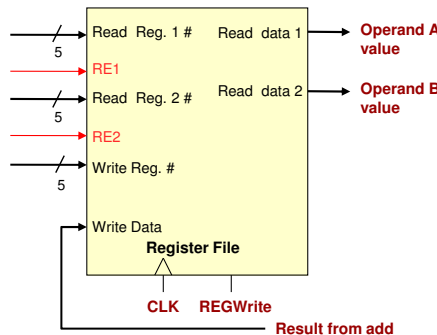 Read Reg. 1 #
Read data 1
Operand A
value
5
RE1
Read Reg. 2 #
Read data 2
Operand B
value
5
RE2
Write Reg. #
5
Write Data
Register File
CLK
REGWrite
Result from add